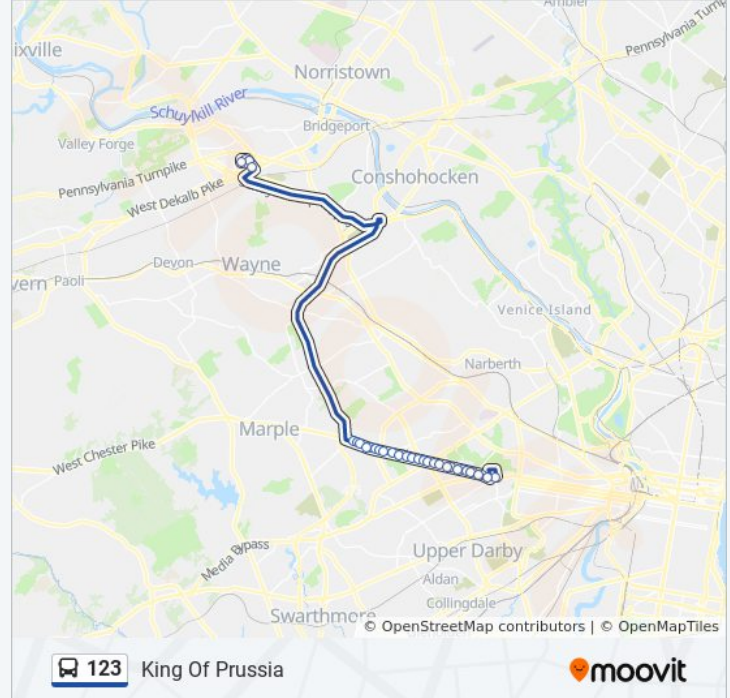 Ambler
ixville
Pennsylvania Turnp
Norristown
Schuylkill River
Bridgeport
Valley Forge
Pennsylvania Turnpike
Conshohocken
West Dekalb Pike
Devon
Wayne
vern
Paoli
Venice Island
Narberth
Marple
West Chester Pike
Media Bypass
Upper Darby
Aldan
Collingdale
Swarthmore
© OpenStreetMap contributors | © OpenMapTiles
123 King Of Prussia
moovit